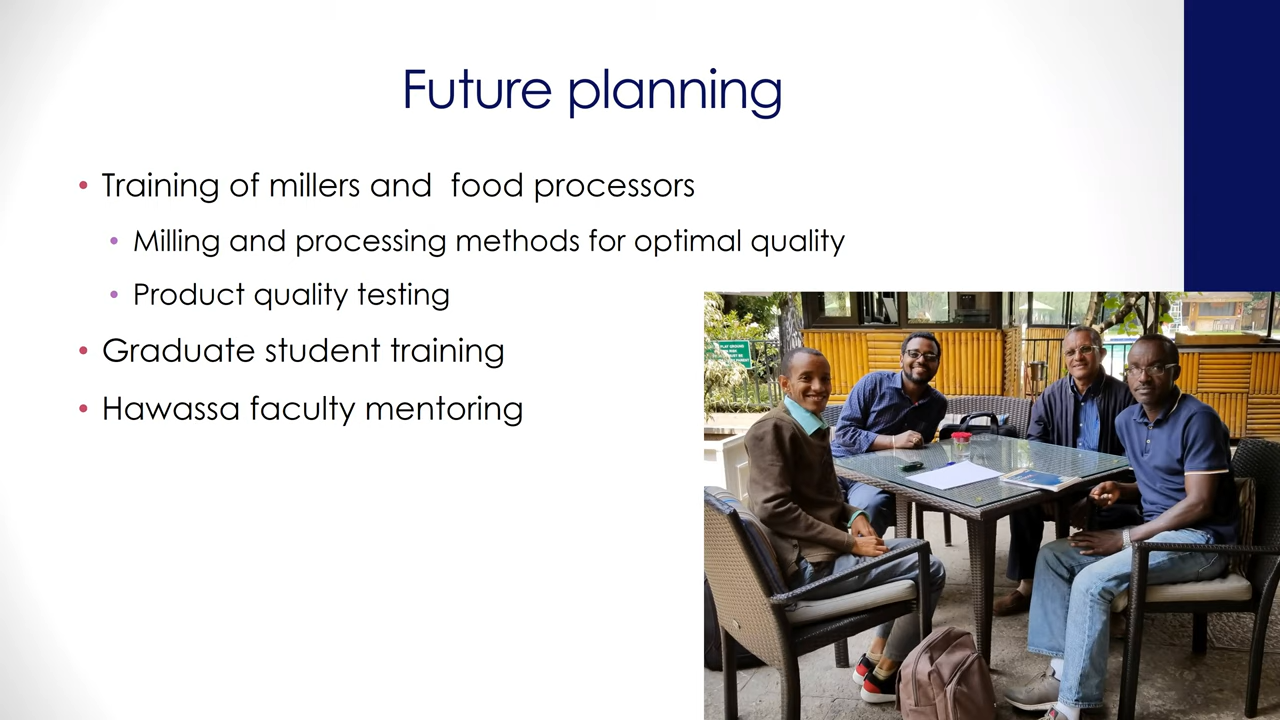 Future planning
• Training of millers and  food processors
• Milling and processing methods for optimal quality
• Product quality testing
• Graduate student training
• Hawassa faculty mentoring